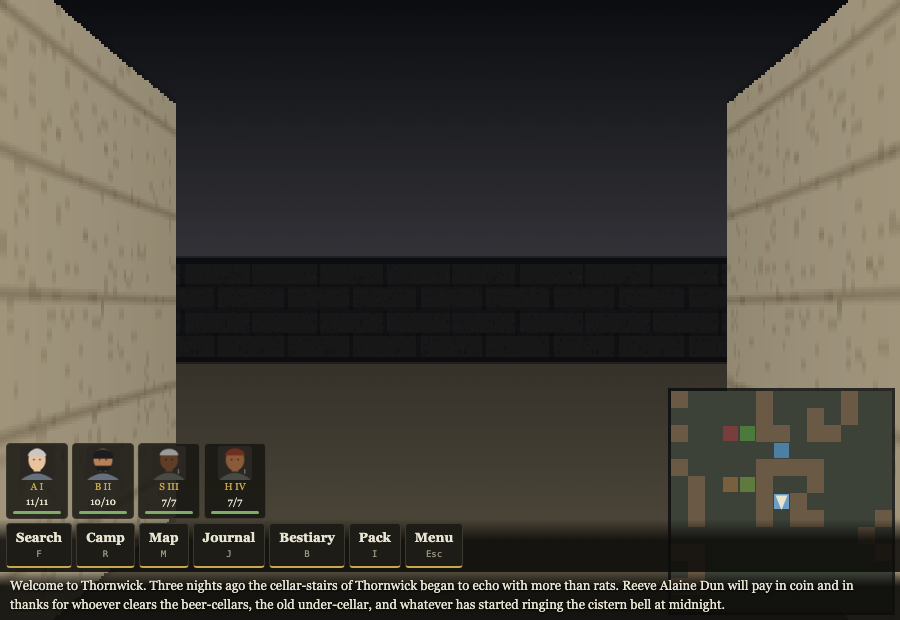 A I
B II
S III
H IV
11/11
10/10
7/7
7/7
Search
Camp
Map
Journal
Bestiary
Pack
Menu
F
R
M
J
B
I
Esc
Welcome to Thornwick. Three nights ago the cellar-stairs of Thornwick began to echo with more than rats. Reeve Alaine Dun will pay in coin and in
thanks for whoever clears the beer-cellars, the old under-cellar, and whatever has started ringing the cistern bell at midnight.